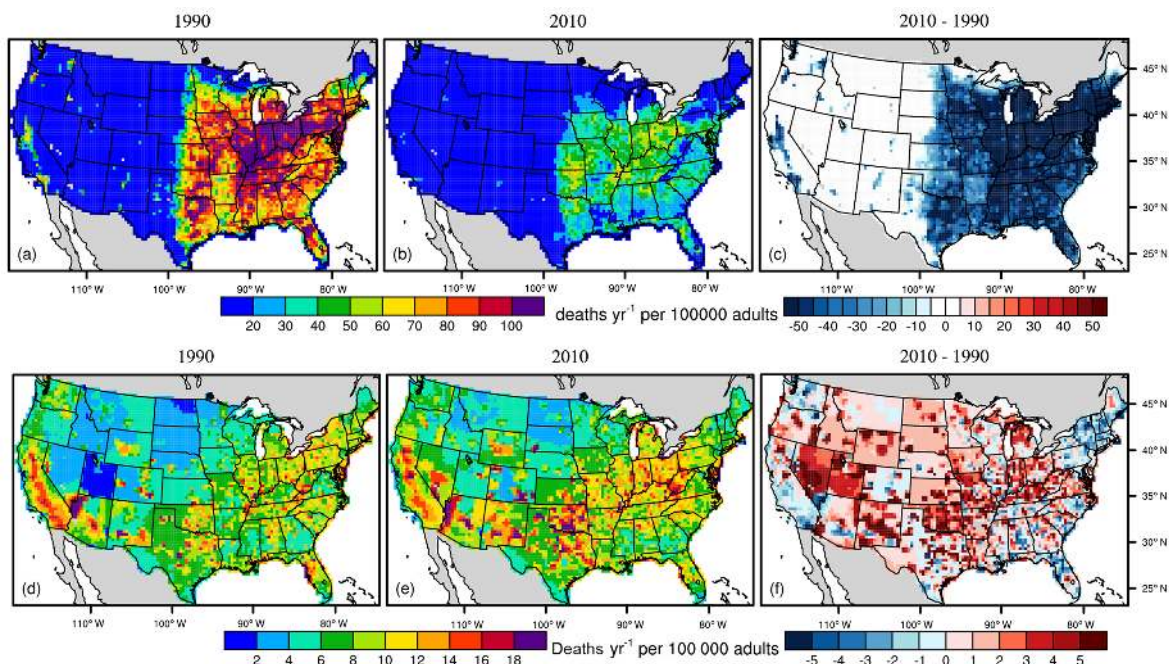 1990 2010 2010 - 1990
45° N
40° N
35° N
30° N
25° N
(a) (b) (c)
110° W 100° W 90° W 80° W 110° W 100° W 90° W 80° W 110° W 100° W 90° W 80° W
20 30 40 50 60 70 80 90 100 deaths yr⁻¹ per 100000 adults -50 -40 -30 -20 -10 0 10 20 30 40 50
1990 2010 2010 - 1990
45° N
40° N
35° N
30° N
25° N
(d) (e) (f)
110° W 100° W 90° W 80° W 110° W 100° W 90° W 80° W 110° W 100° W 90° W 80° W
2 4 6 8 10 12 14 16 18 Deaths yr⁻¹ per 100 000 adults -5 -4 -3 -2 -1 0 1 2 3 4 5